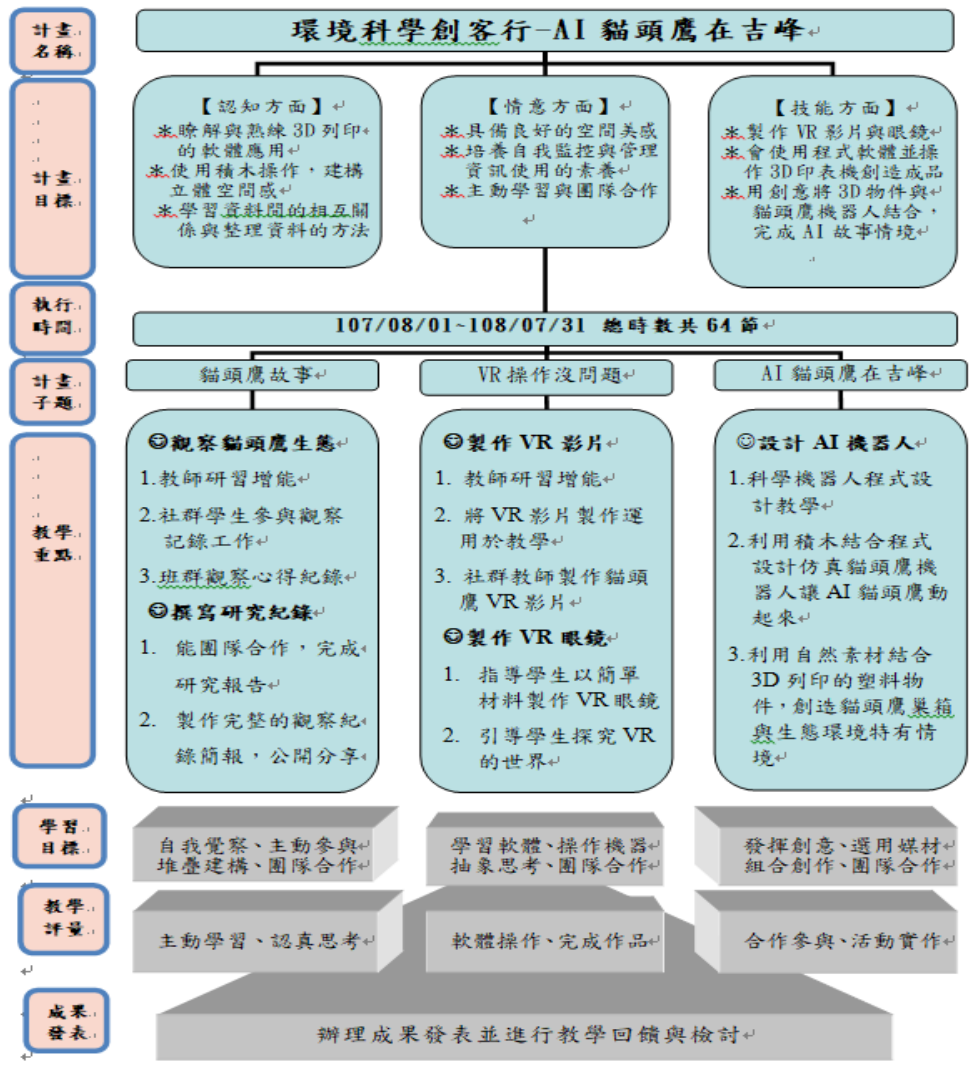 計畫
名稱
環境科學創客行-AI 貓頭鷹在吉峰
計畫
目標
【認知方面】
*瞭解與熟練 3D 列印
的軟體應用
*使用積木操作，建構
立體空間感
*學習資料間的相互關
係與整理資料的方法
【情意方面】
*具備良好的空間美感
*培養自我監控與管理
資訊使用的素養
*主動學習與團隊合作
【技能方面】
*製作 VR 影片與眼鏡
*會使用程式軟體並操
作 3D 印表機創造成品
*用創意將 3D 物件與
貓頭鷹機器人結合，
完成 AI 故事情境
執行
時間
107/08/01~108/07/31 總時數共 64 節
計畫
子題
貓頭鷹故事
VR 操作沒問題
AI 貓頭鷹在吉峰
教學
重點
☺觀察貓頭鷹生態
1.教師研習增能
2.社群學生參與觀察
記錄工作
3.班群觀察心得紀錄
☺撰寫研究紀錄
1. 能團隊合作，完成
研究報告
2. 製作完整的觀察紀
錄簡報，公開分享
☺製作 VR 影片
1. 教師研習增能
2. 將 VR 影片製作運
用於教學
3. 社群教師製作貓頭
鷹 VR 影片
☺製作 VR 眼鏡
1. 指導學生以簡單
材料製作 VR 眼鏡
2. 引導學生探究 VR
的世界
☺設計 AI 機器人
1.科學機器人程式設
計教學
2.利用積木結合程式
設計仿真貓頭鷹機
器人讓 AI 貓頭鷹動
起來
3.利用自然素材結合
3D 列印的塑料物
件，創造貓頭鷹巢箱
與生態環境特有情
境
學習
目標
自我覺察、主動參與
堆疊建構、團隊合作
學習軟體、操作機器
抽象思考、團隊合作
發揮創意、選用媒材
組合創作、團隊合作
教學
評量
主動學習、認真思考
軟體操作、完成作品
合作參與、活動實作
成果
發表
辦理成果發表並進行教學回饋與檢討